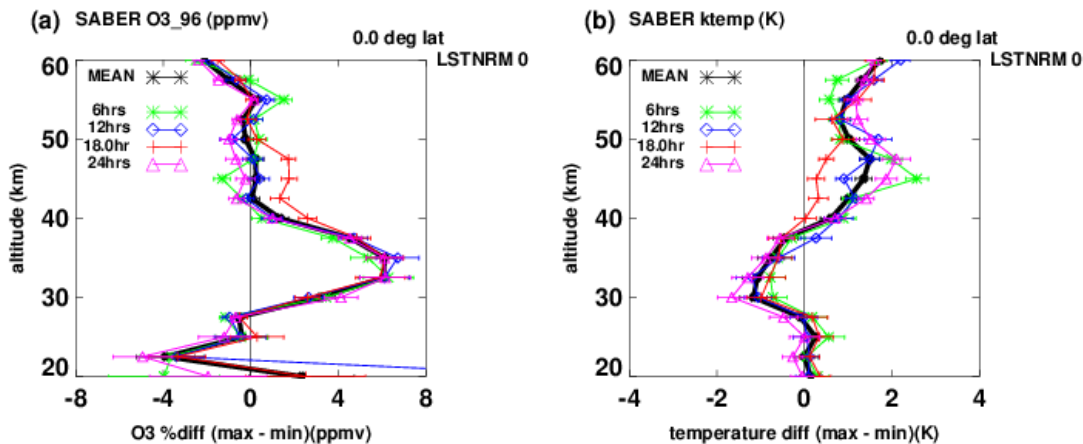 (a) SABER O3_96 (ppmv)
0.0 deg lat
LSTNRM 0
MEAN
6hrs
12hrs
18.0hr
24hrs
60
50
40
30
20
altitude (km)
-8 -4 0 4 8
O3 %diff (max - min)(ppmv)
(b) SABER ktemp (K)
0.0 deg lat
LSTNRM 0
MEAN
6hrs
12hrs
18.0hr
24hrs
60
50
40
30
20
altitude (km)
-4 -2 0 2 4
temperature diff (max - min)(K)